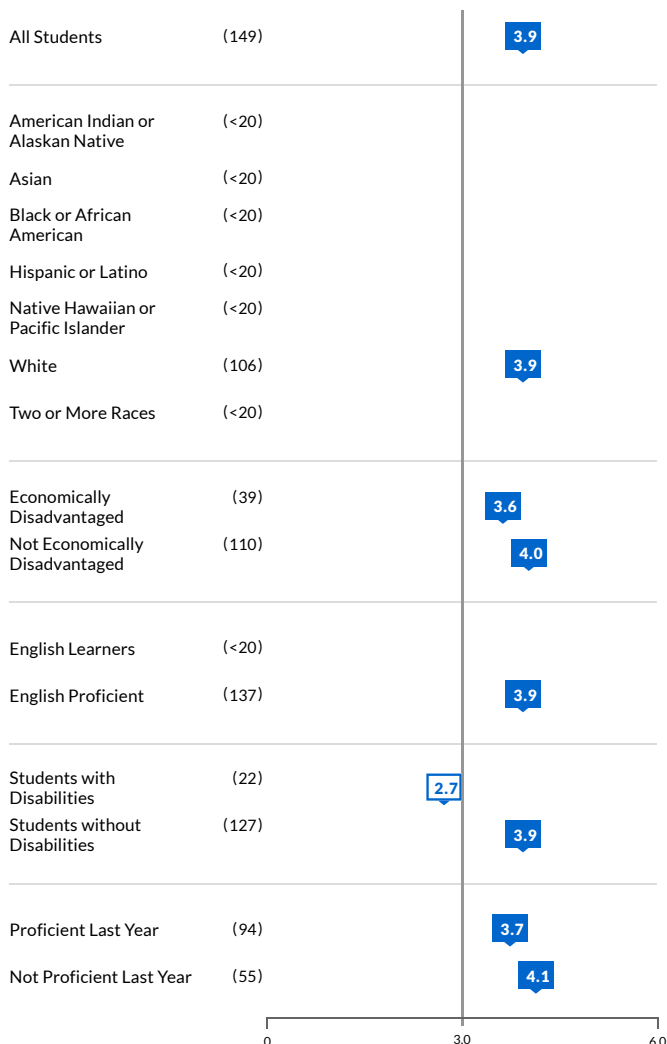 All Students (149) 3.9
American Indian or (<20)
Alaskan Native
Asian (<20)
Black or African (<20)
American
Hispanic or Latino (<20)
Native Hawaiian or (<20)
Pacific Islander
White (106) 3.9
Two or More Races (<20)
Economically (39) 3.6
Disadvantaged
Not Economically (110) 4.0
Disadvantaged
English Learners (<20)
English Proficient (137) 3.9
Students with (22) 2.7
Disabilities
Students without (127) 3.9
Disabilities
Proficient Last Year (94) 3.7
Not Proficient Last Year (55) 4.1
0 3.0 6.0